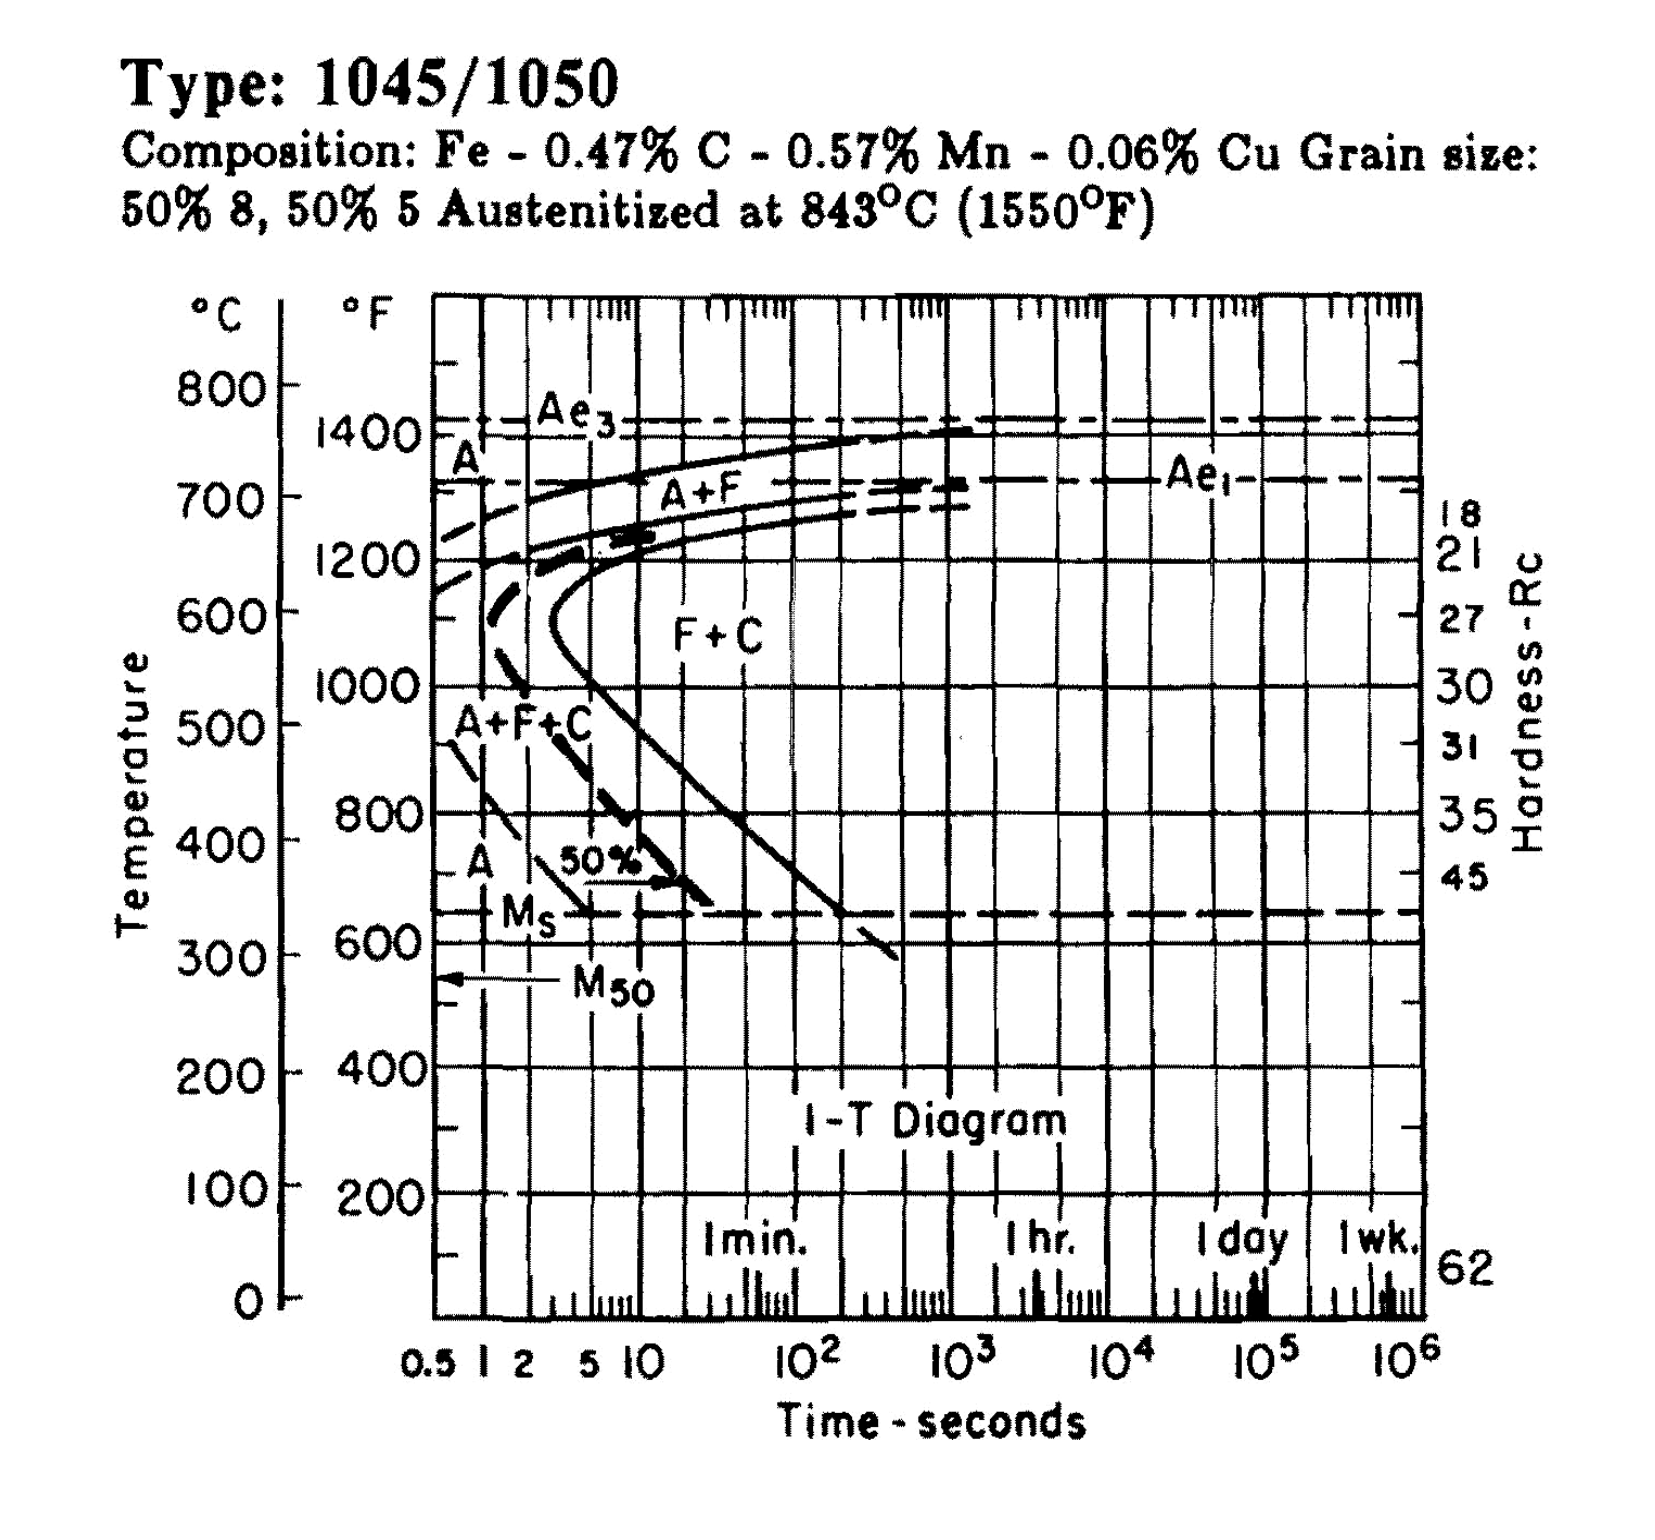 Type: 1045/1050
Composition: Fe - 0.47% C - 0.57% Mn - 0.06% Cu Grain size:
50% 8, 50% 5 Austenitized at 843°C (1550°F)
°C °F
800
Ae3
1400
A
Ae1
700
A+F
18
1200
21
600
F+C
27
1000
30
500
A+F+C
31
800
35
400
50%
A
45
Ms
600
300
M50
200
400
I-T Diagram
100
200
1 min. 1 hr. 1 day 1 wk.
62
0
0.5 1 2 5 10 10² 10³ 10⁴ 10⁵ 10⁶
Time - seconds
Temperature
Hardness-Rc